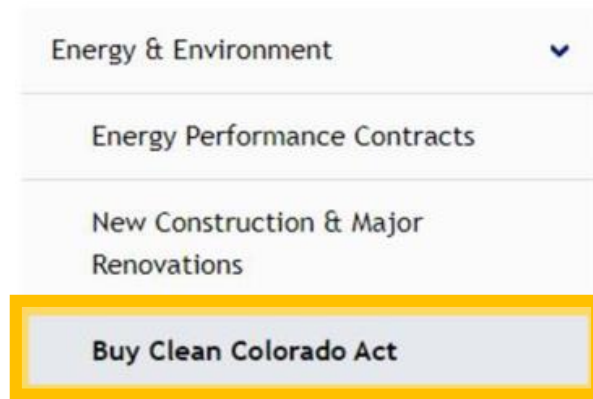 Energy & Environment
Energy Performance Contracts
New Construction & Major
Renovations
Buy Clean Colorado Act